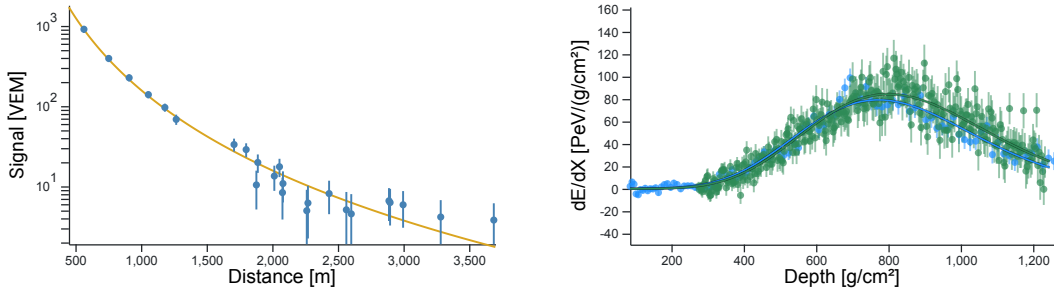 10³
10²
10¹
Signal [VEM]
500 1,000 1,500 2,000 2,500 3,000 3,500
Distance [m]
160
140
120
100
80
60
40
20
0
-20
-40
dE/dX [PeV/(g/cm²)]
200 400 600 800 1,000 1,200
Depth [g/cm²]